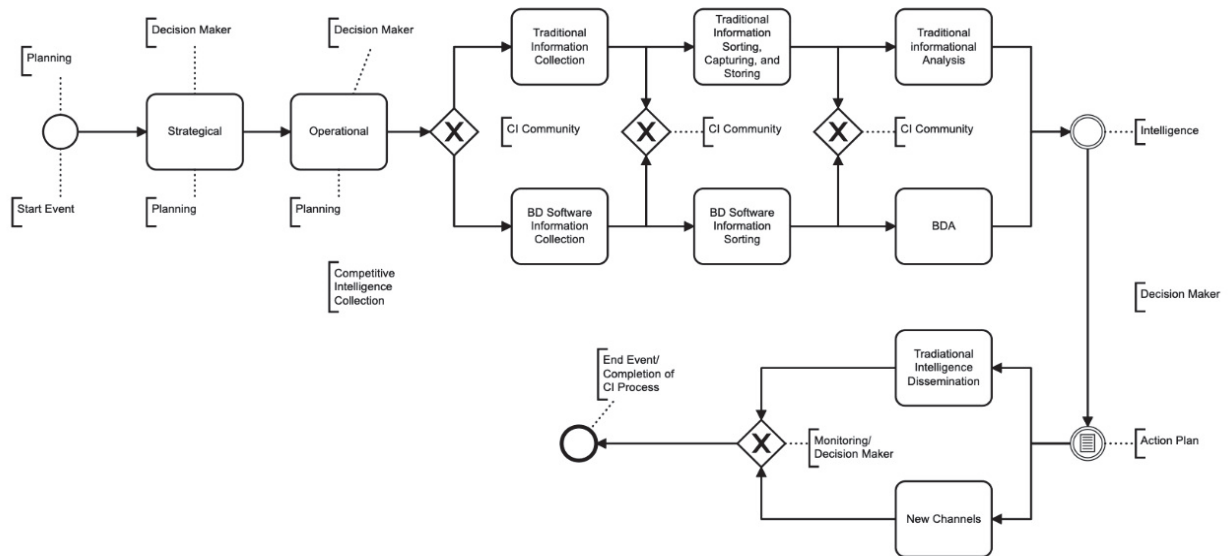 Planning
Decision Maker
Decision Maker
Strategical
Operational
Start Event
Planning
Planning
Competitive
Intelligence
Collection
Traditional
Information
Collection
X
CI Community
BD Software
Information
Collection
Traditional
Information
Sorting,
Capturing, and
Storing
X
CI Community
BD Software
Information
Sorting
Traditional
informational
Analysis
X
CI Community
BDA
Intelligence
Decision Maker
Action Plan
Tradiational
Intelligence
Dissemination
New Channels
X
Monitoring/
Decision Maker
End Event/
Completion of
CI Process